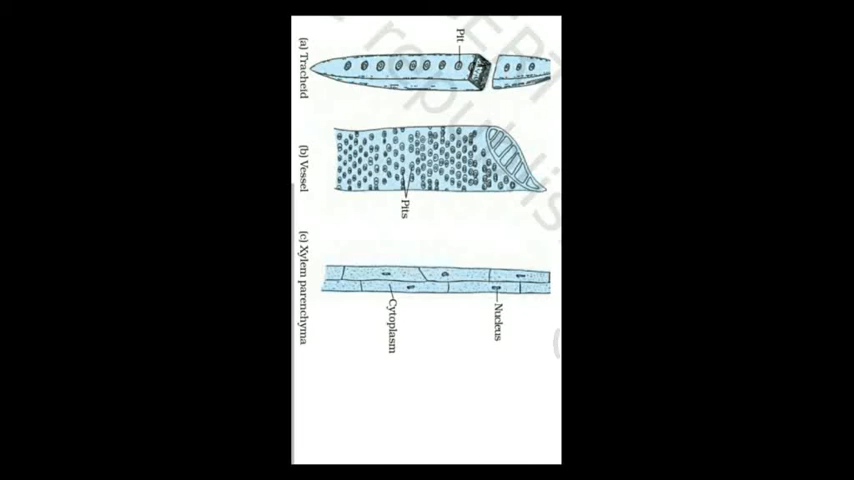 Pit
(a) Tracheid
Pits
(b) Vessel
Nucleus
Cytoplasm
(c) Xylem parenchyma